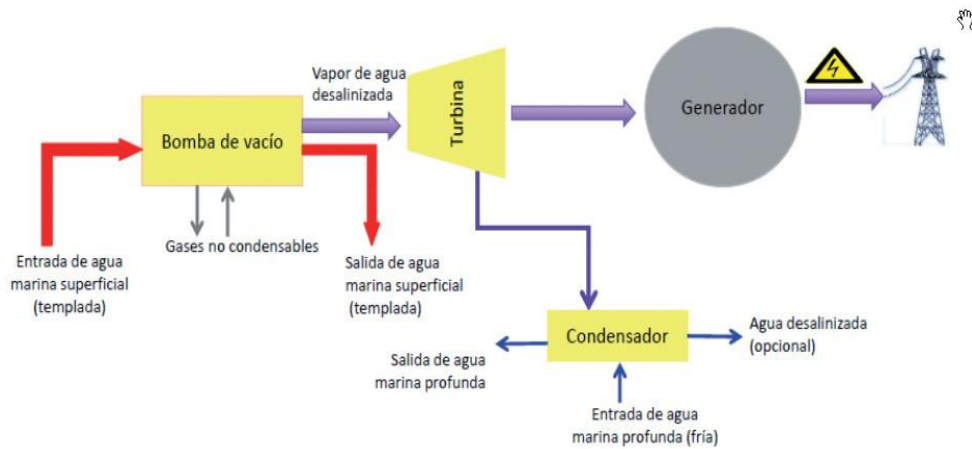 Vapor de agua
desalinizada
Turbina
Generador
Bomba de vacío
Gases no condensables
Entrada de agua
marina superficial
(templada)
Salida de agua
marina superficial
(templada)
Condensador
Agua desalinizada
(opcional)
Salida de agua
marina profunda
Entrada de agua
marina profunda (fría)